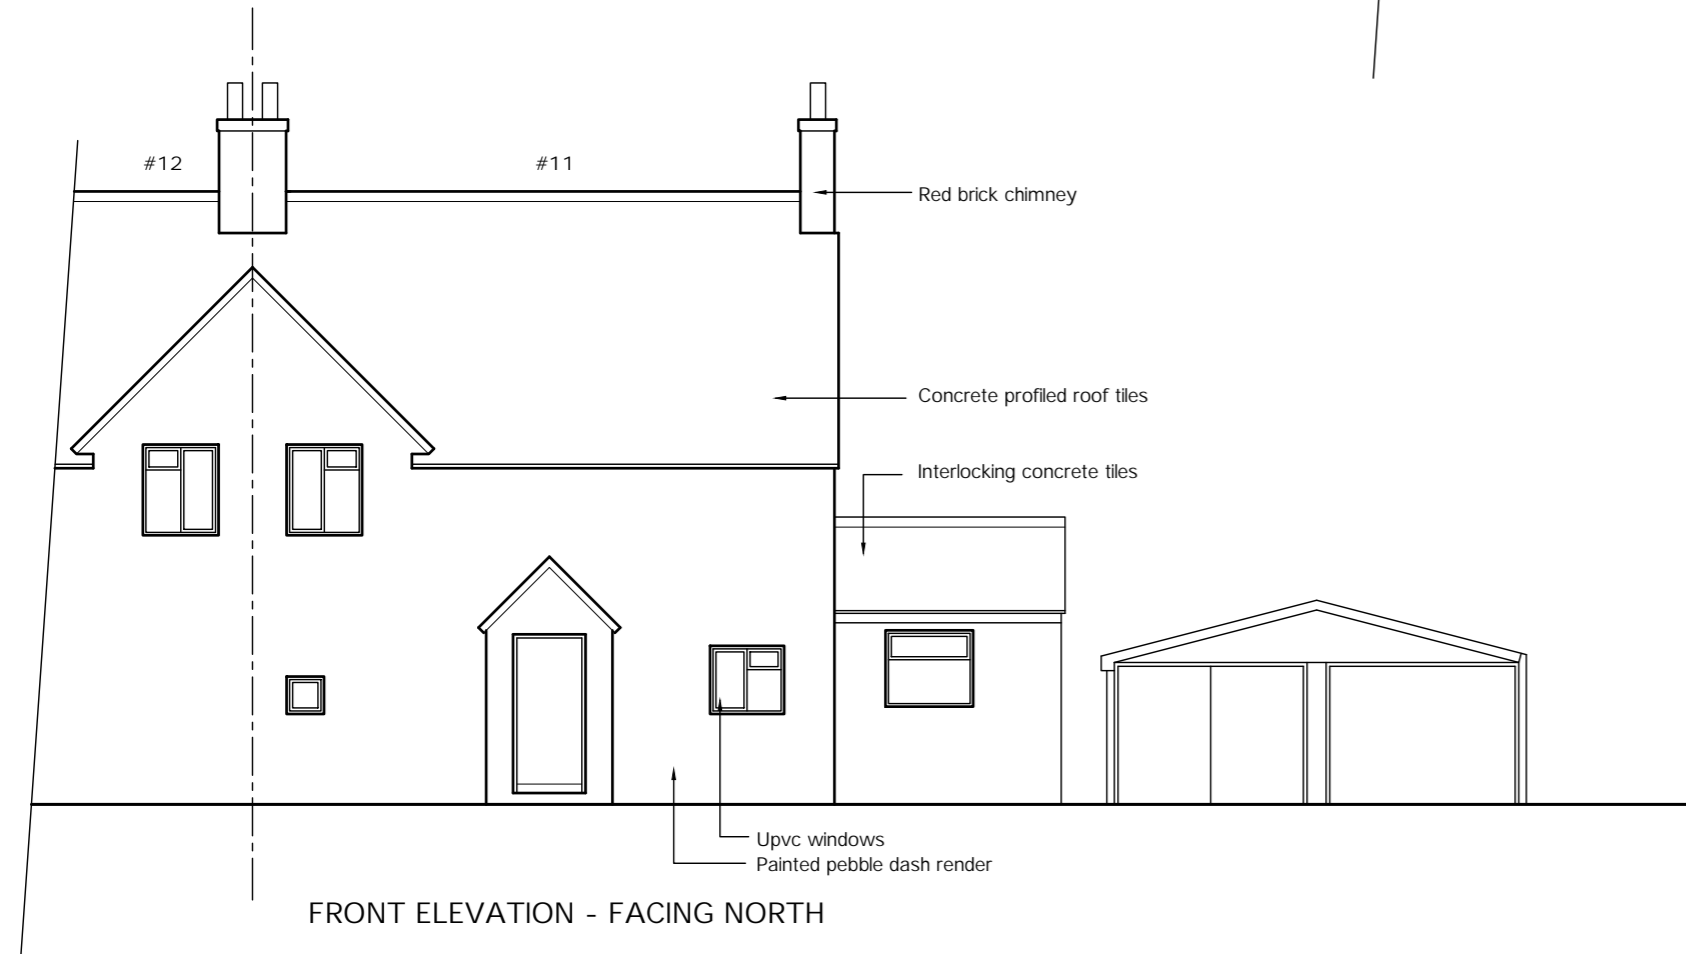 #12
#11
Red brick chimney
Concrete profiled roof tiles
Interlocking concrete tiles
Upvc windows
Painted pebble dash render
FRONT ELEVATION - FACING NORTH